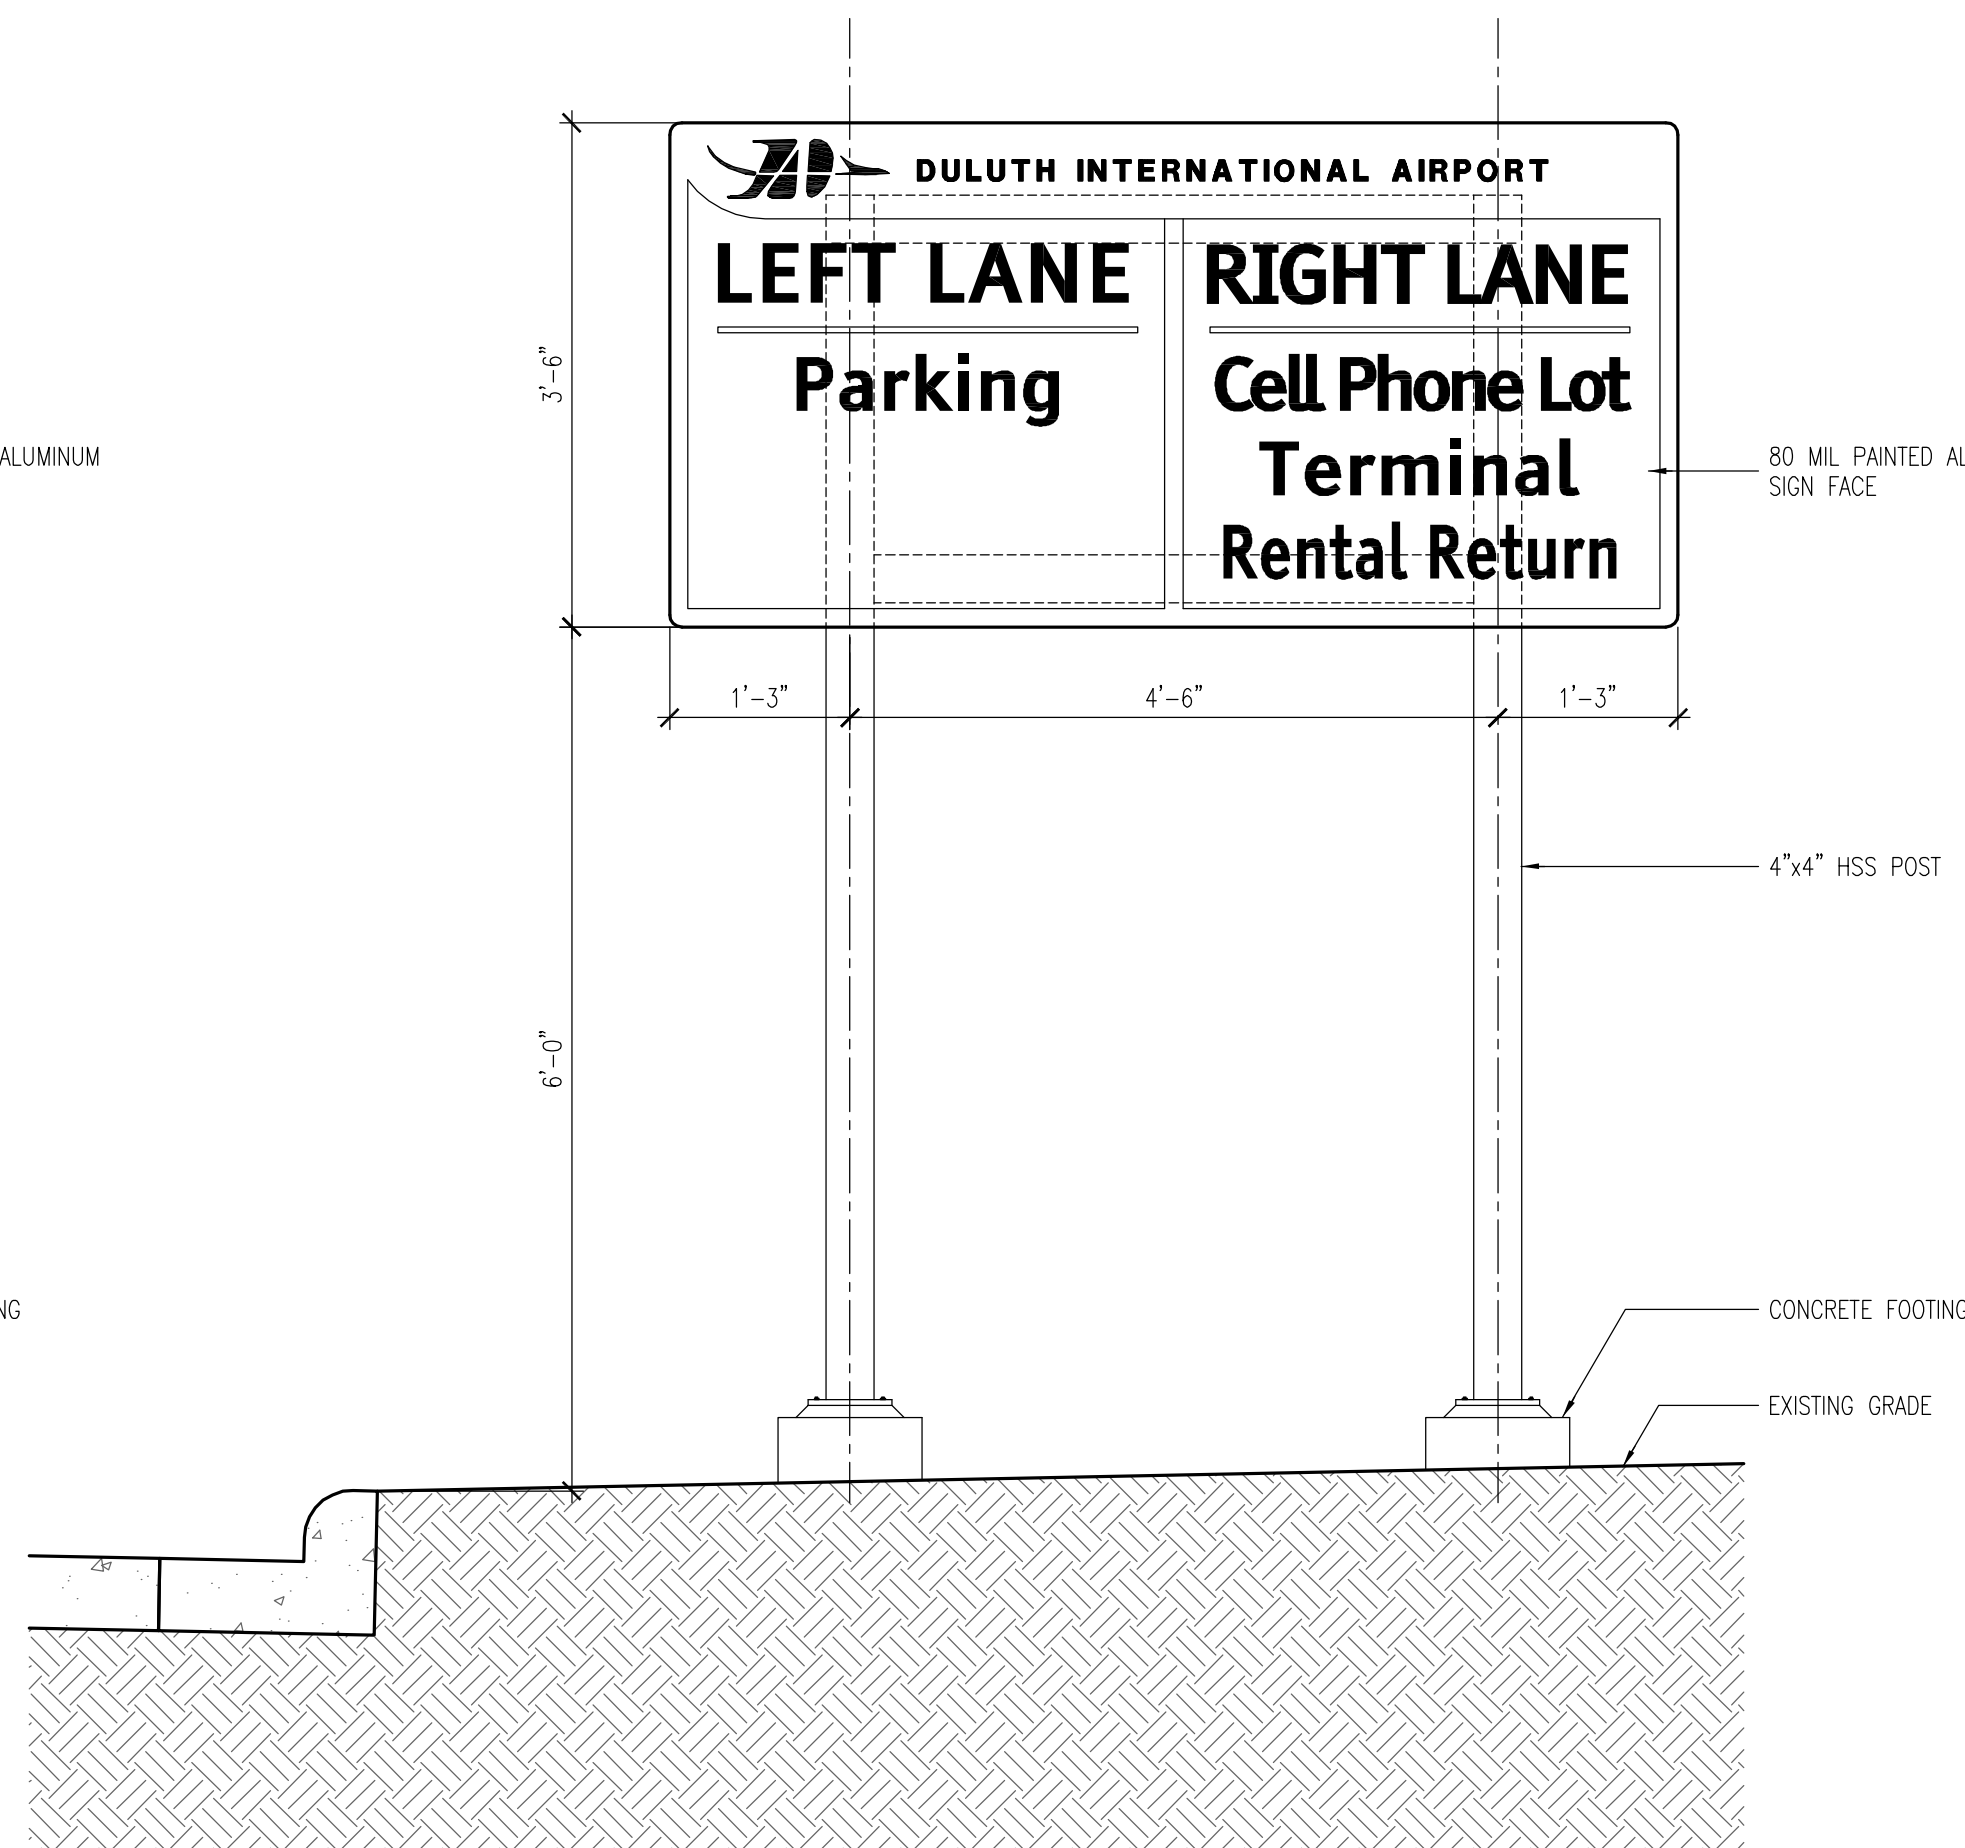 DULUTH INTERNATIONAL AIRPORT
LEFT LANE
Parking
RIGHT LANE
Cell Phone Lot
Terminal
Rental Return
3'-6"
ALUMINUM
80 MIL PAINTED AL
SIGN FACE
1'-3"
4'-6"
1'-3"
4"x4" HSS POST
6'-0"
NG
CONCRETE FOOTING
EXISTING GRADE